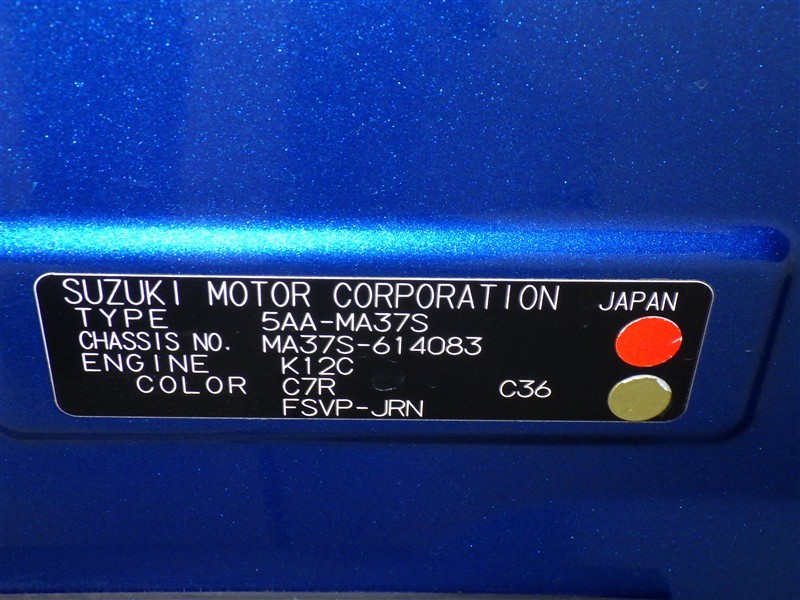 SUZUKI MOTOR CORPORATION JAPAN
TYPE 5AA-MA37S
CHASSIS NO. MA37S-614083
ENGINE K12C
COLOR C7R C36
FSVP-JRN